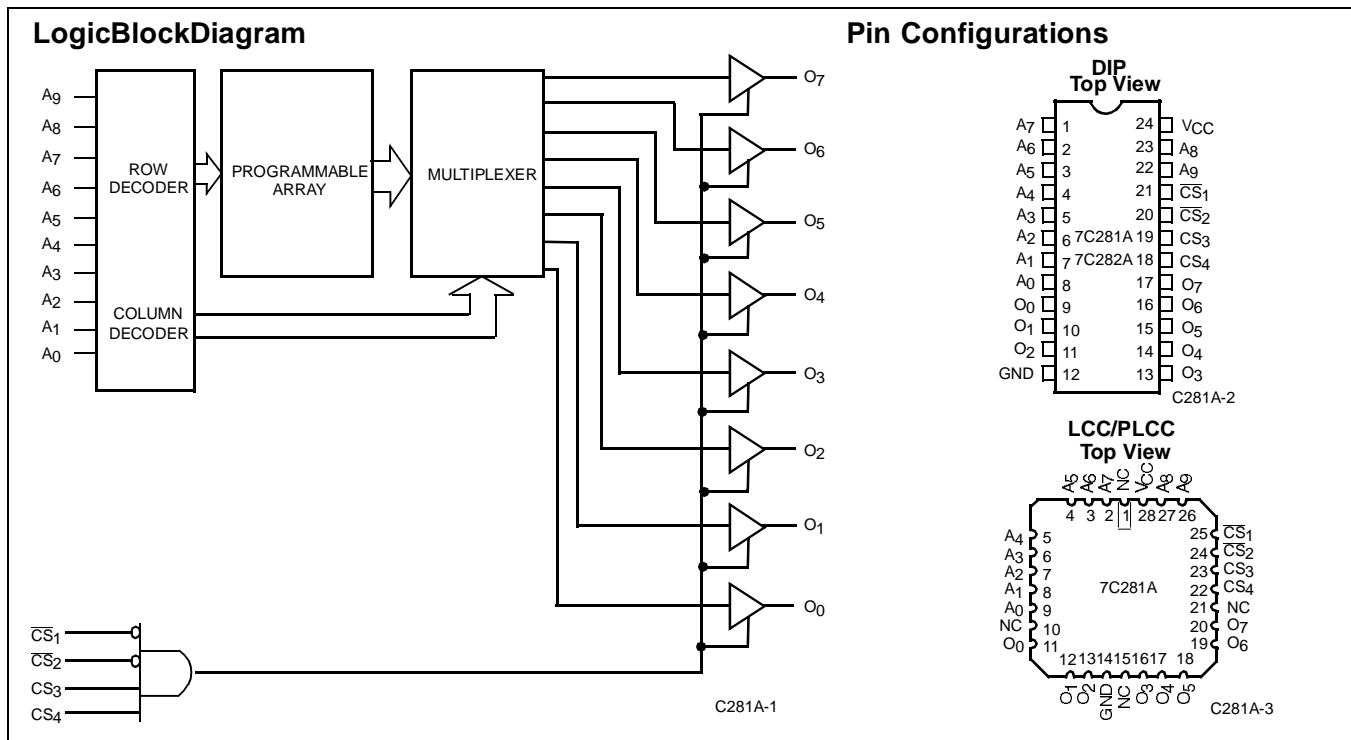 LogicBlockDiagram
A9
A8
A7
A6
A5
A4
A3
A2
A1
A0
ROW
DECODER
COLUMN
DECODER
PROGRAMMABLE
ARRAY
MULTIPLEXER
O7
O6
O5
O4
O3
O2
O1
O0
CS1
CS2
CS3
CS4
C281A-1
Pin Configurations
DIP
Top View
A7 1 24 VCC
A6 2 23 A8
A5 3 22 A9
A4 4 21 CS1
A3 5 20 CS2
A2 6 7C281A 19 CS3
A1 7 7C282A 18 CS4
A0 8 17 O7
O0 9 16 O6
O1 10 15 O5
O2 11 14 O4
GND 12 13 O3
C281A-2
LCC/PLCC
Top View
A5 A6 A7 NC VCC A8 A9
4 3 2 1 28 27 26
A4 5 25 CS1
A3 6 24 CS2
A2 7 23 CS3
A1 8 7C281A 22 CS4
A0 9 21 NC
NC 10 20 O7
O0 11 19 O6
12 13 14 15 16 17 18
O1 O2 GND NC O3 O4 O5
C281A-3